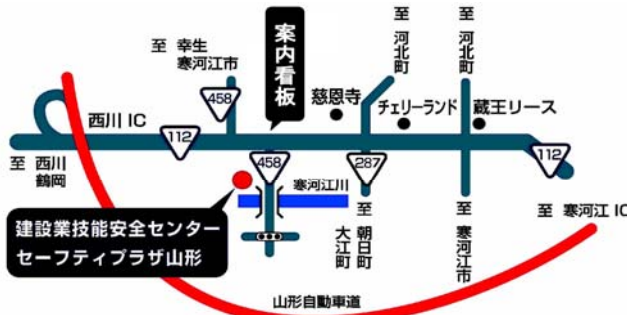 至 幸生
寒河江市
458
案内看板
至 河北町
至 河北町
慈恩寺
チェリーランド
蔵王リース
西川 IC
112
458
287
112
至 西川
鶴岡
寒河江川
建設業技能安全センター
セーフティプラザ山形
至 朝日町
大江町
至 寒河江市
至 寒河江 IC
山形自動車道